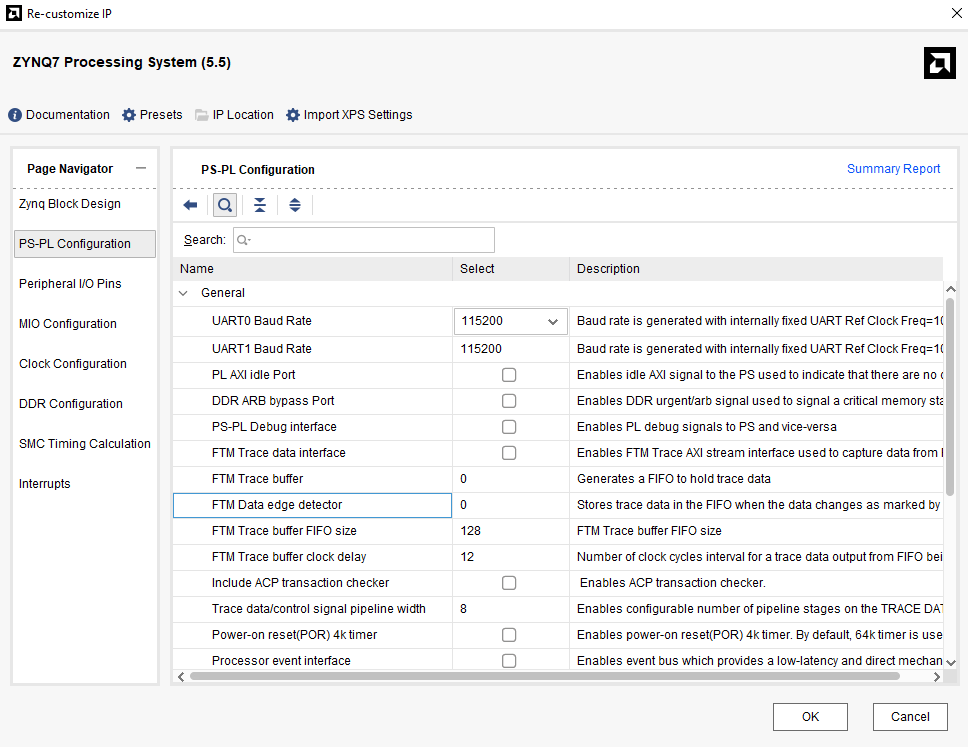 Re-customize IP
ZYNQ7 Processing System (5.5)
Documentation Presets IP Location Import XPS Settings
Page Navigator
Zynq Block Design
PS-PL Configuration
Peripheral I/O Pins
MIO Configuration
Clock Configuration
DDR Configuration
SMC Timing Calculation
Interrupts
PS-PL Configuration Summary Report
Search:
Name Select Description
General
UART0 Baud Rate 115200 Baud rate is generated with internally fixed UART Ref Clock Freq=10
UART1 Baud Rate 115200 Baud rate is generated with internally fixed UART Ref Clock Freq=10
PL AXI idle Port Enables idle AXI signal to the PS used to indicate that there are no
DDR ARB bypass Port Enables DDR urgent/arb signal used to signal a critical memory sta
PS-PL Debug interface Enables PL debug signals to PS and vice-versa
FTM Trace data interface Enables FTM Trace AXI stream interface used to capture data from
FTM Trace buffer 0 Generates a FIFO to hold trace data
FTM Data edge detector 0 Stores trace data in the FIFO when the data changes as marked by
FTM Trace buffer FIFO size 128 FTM Trace buffer FIFO size
FTM Trace buffer clock delay 12 Number of clock cycles interval for a trace data output from FIFO bei
Include ACP transaction checker Enables ACP transaction checker.
Trace data/control signal pipeline width 8 Enables configurable number of pipeline stages on the TRACE DAT
Power-on reset(POR) 4k timer Enables power-on reset(POR) 4k timer. By default, 64k timer is use
Processor event interface Enables event bus which provides a low-latency and direct mechan
OK Cancel